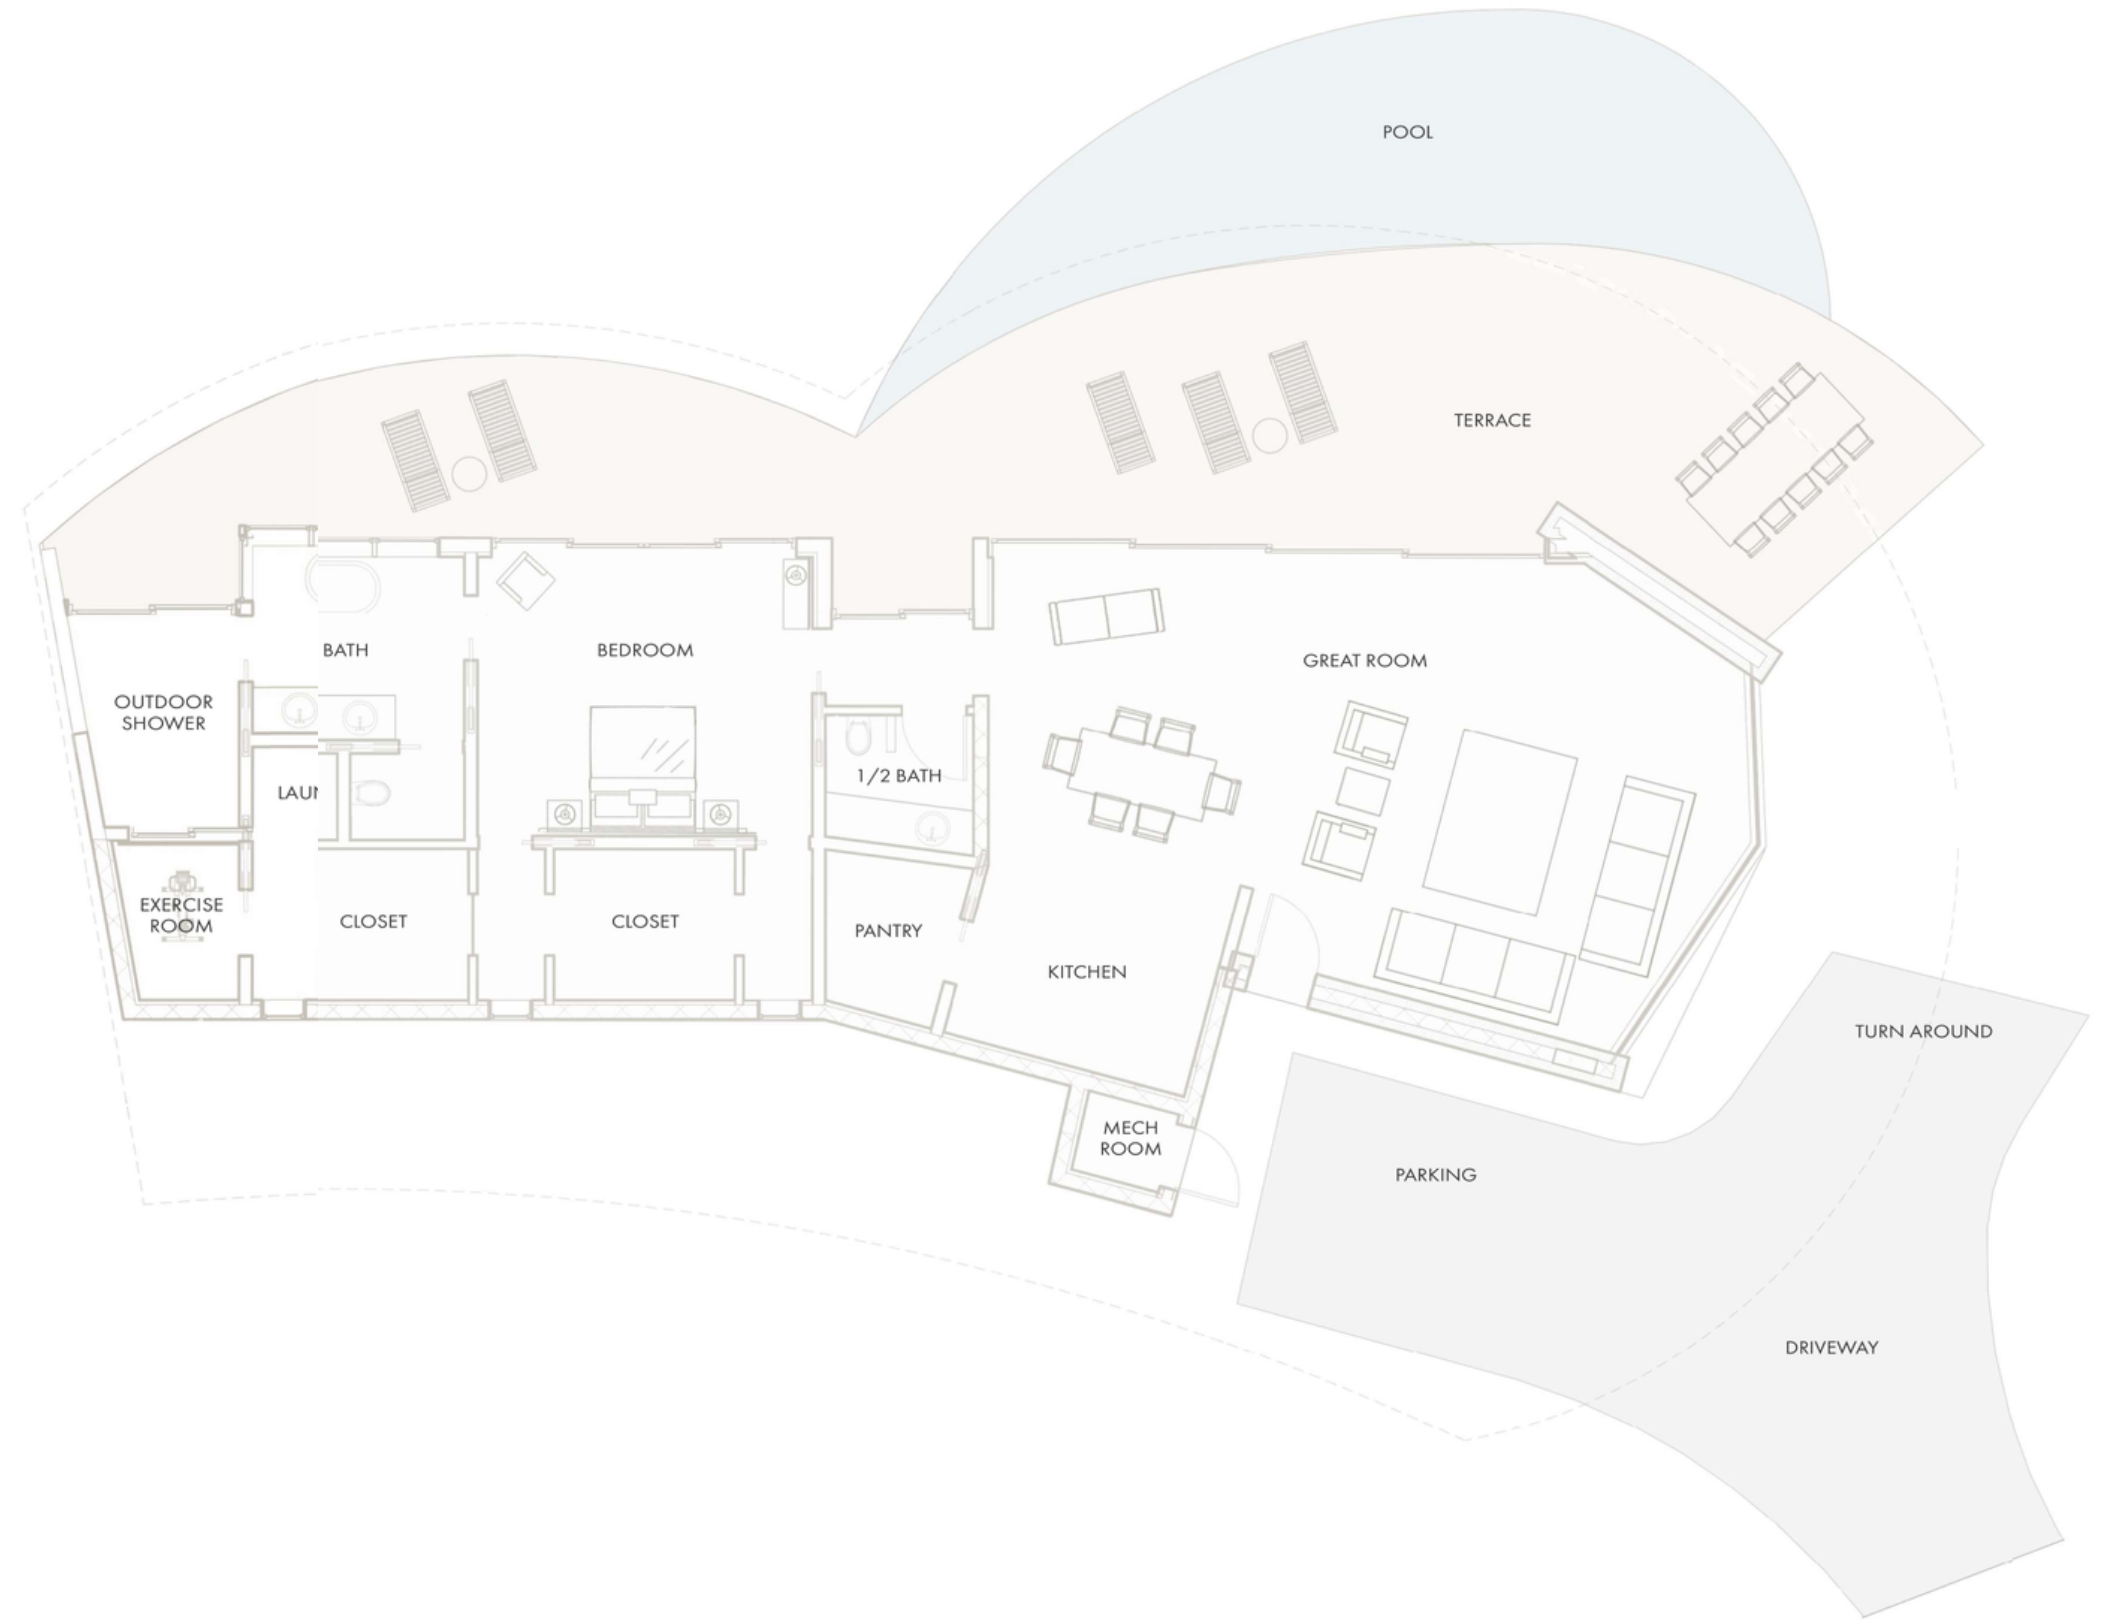 POOL
TERRACE
BATH
BEDROOM
GREAT ROOM
OUTDOOR
SHOWER
1/2 BATH
LAUN
EXERCISE
ROOM
CLOSET
CLOSET
PANTRY
KITCHEN
TURN AROUND
MECH
ROOM
PARKING
DRIVEWAY